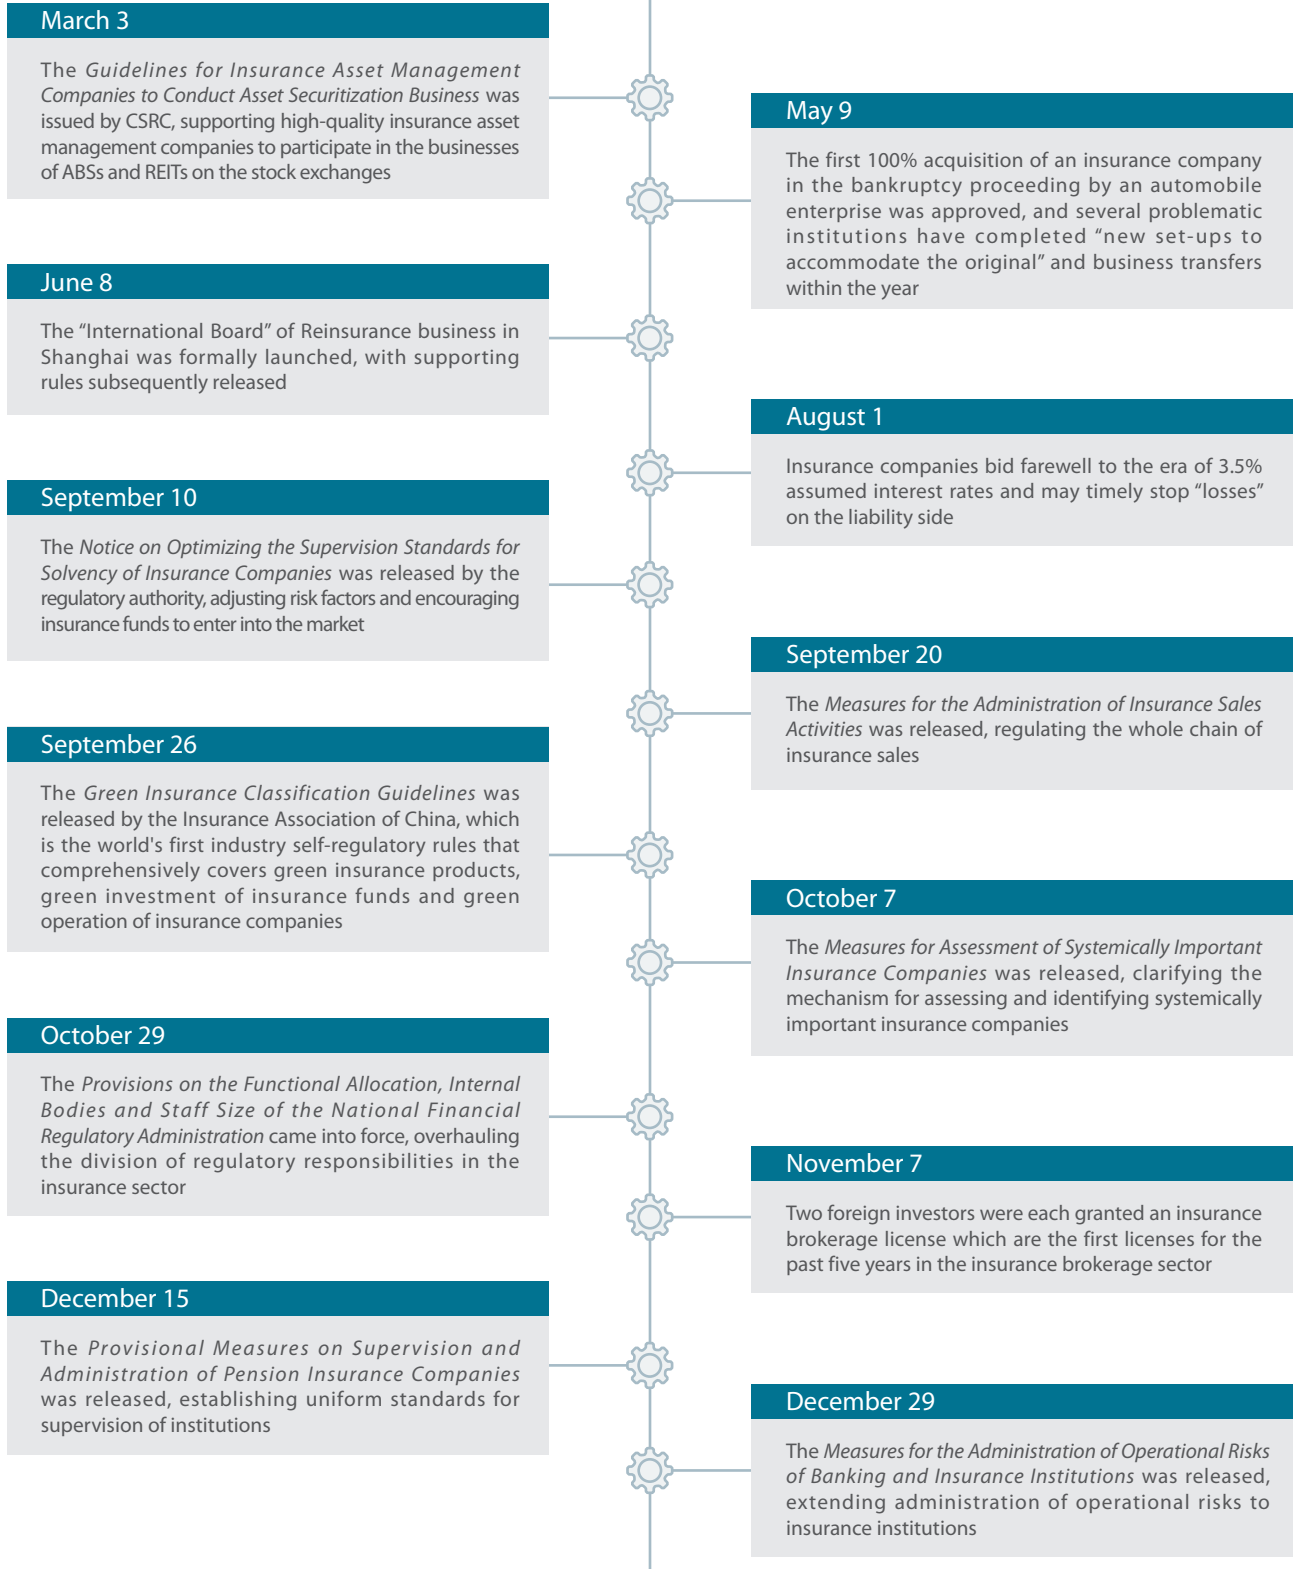 March 3
The Guidelines for Insurance Asset Management
Companies to Conduct Asset Securitization Business was
issued by CSRC, supporting high-quality insurance asset
management companies to participate in the businesses
of ABSs and REITs on the stock exchanges
May 9
The first 100% acquisition of an insurance company
in the bankruptcy proceeding by an automobile
enterprise was approved, and several problematic
institutions have completed “new set-ups to
accommodate the original” and business transfers
within the year
June 8
The “International Board” of Reinsurance business in
Shanghai was formally launched, with supporting
rules subsequently released
August 1
Insurance companies bid farewell to the era of 3.5%
assumed interest rates and may timely stop “losses”
on the liability side
September 10
The Notice on Optimizing the Supervision Standards for
Solvency of Insurance Companies was released by the
regulatory authority, adjusting risk factors and encouraging
insurance funds to enter into the market
September 20
The Measures for the Administration of Insurance Sales
Activities was released, regulating the whole chain of
insurance sales
September 26
The Green Insurance Classification Guidelines was
released by the Insurance Association of China, which
is the world's first industry self-regulatory rules that
comprehensively covers green insurance products,
green investment of insurance funds and green
operation of insurance companies
October 7
The Measures for Assessment of Systemically Important
Insurance Companies was released, clarifying the
mechanism for assessing and identifying systemically
important insurance companies
October 29
The Provisions on the Functional Allocation, Internal
Bodies and Staff Size of the National Financial
Regulatory Administration came into force, overhauling
the division of regulatory responsibilities in the
insurance sector
November 7
Two foreign investors were each granted an insurance
brokerage license which are the first licenses for the
past five years in the insurance brokerage sector
December 15
The Provisional Measures on Supervision and
Administration of Pension Insurance Companies
was released, establishing uniform standards for
supervision of institutions
December 29
The Measures for the Administration of Operational Risks
of Banking and Insurance Institutions was released,
extending administration of operational risks to
insurance institutions